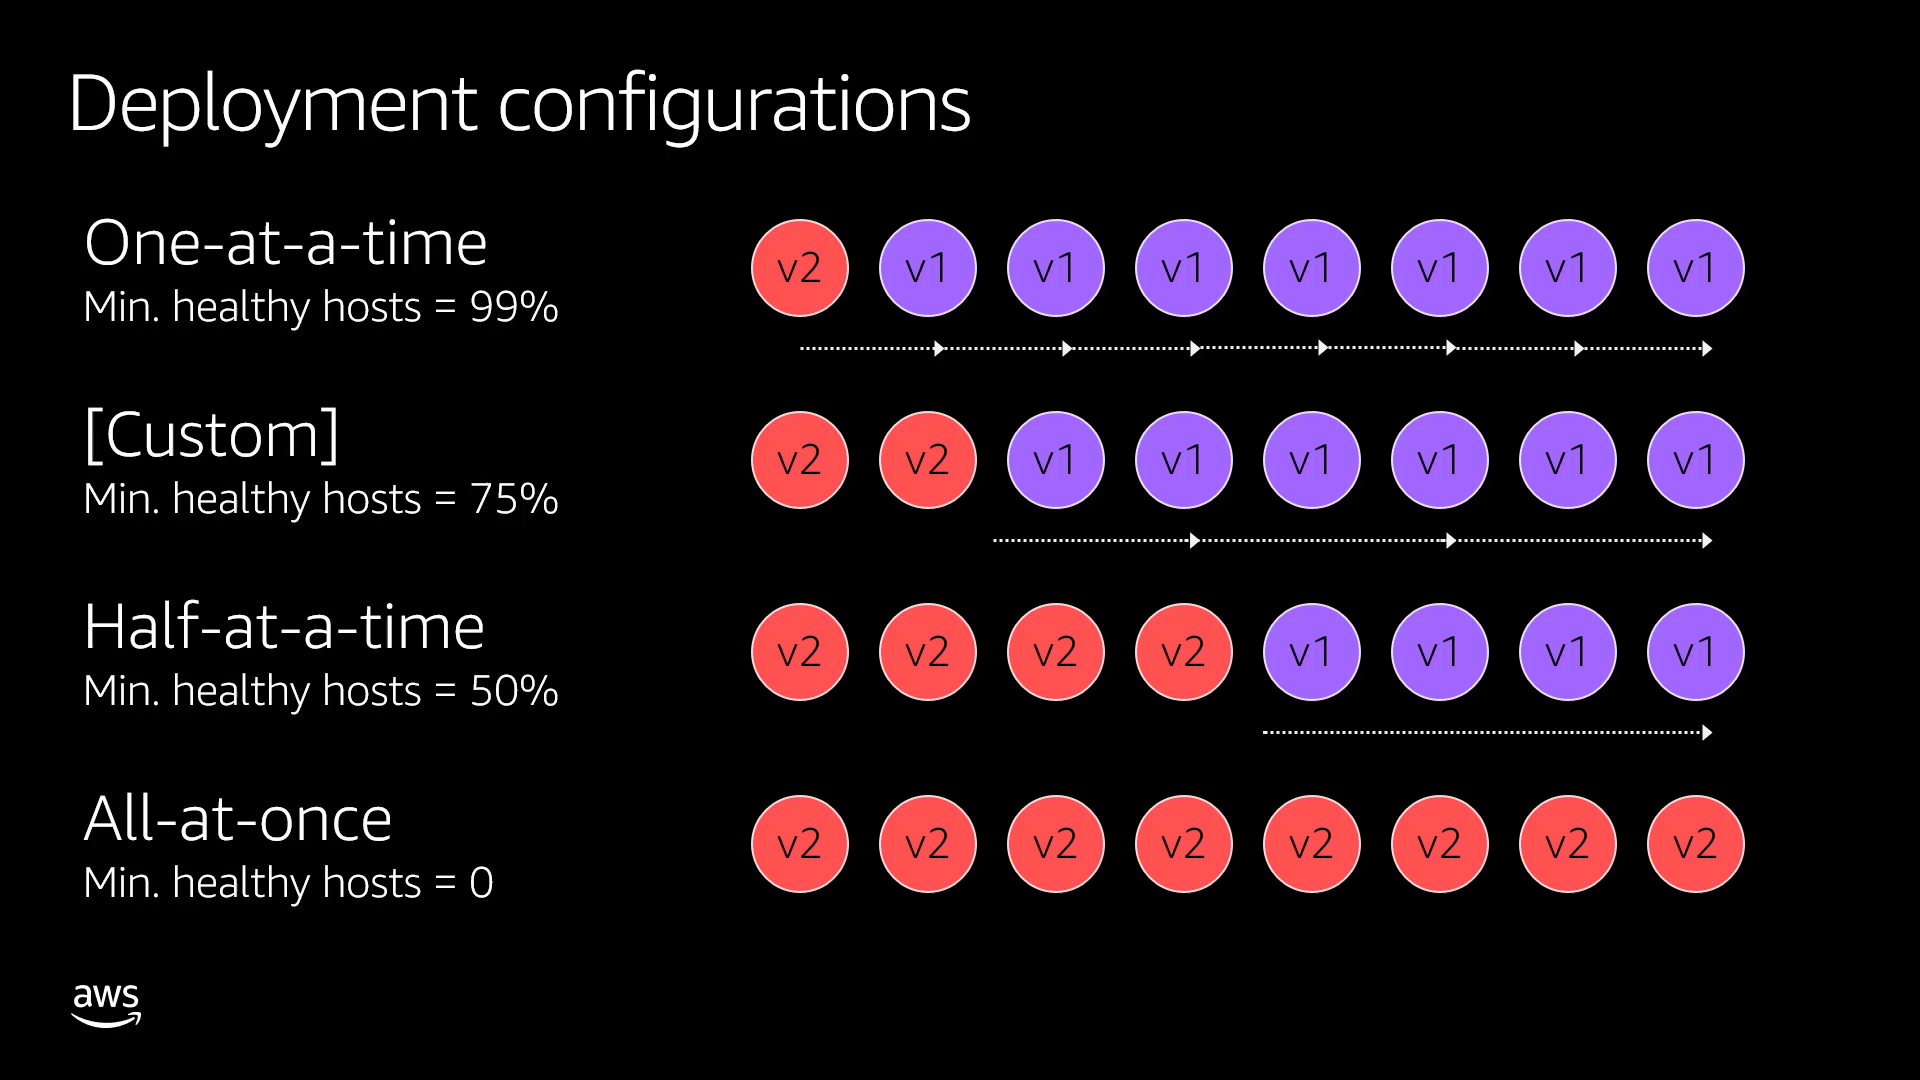 Deployment configurations
One-at-a-time
Min. healthy hosts = 99%
v2 v1 v1 v1 v1 v1 v1 v1
[Custom]
Min. healthy hosts = 75%
v2 v2 v1 v1 v1 v1 v1 v1
Half-at-a-time
Min. healthy hosts = 50%
v2 v2 v2 v2 v1 v1 v1 v1
All-at-once
Min. healthy hosts = 0
v2 v2 v2 v2 v2 v2 v2 v2
aws